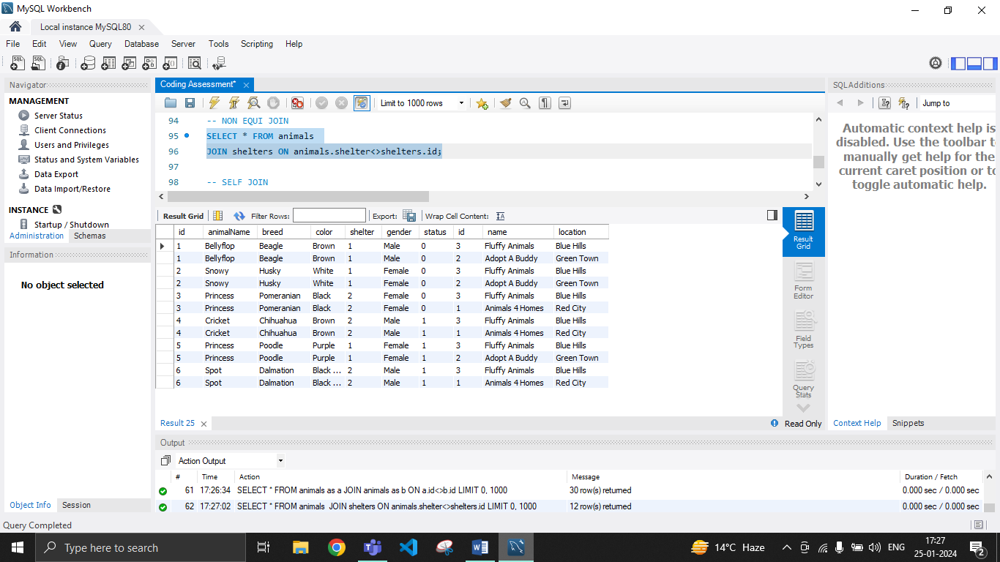 MySQL Workbench
Local instance MySQL80
File Edit View Query Database Server Tools Scripting Help
Navigator
MANAGEMENT
Server Status
Client Connections
Users and Privileges
Status and System Variables
Data Export
Data Import/Restore
INSTANCE
Startup / Shutdown
Administration Schemas
Information
No object selected
Object Info Session
Query Completed
Coding Assessment*
Limit to 1000 rows
94 -- NON EQUI JOIN
95 SELECT * FROM animals
96 JOIN shelters ON animals.shelter<>shelters.id;
97
98 -- SELF JOIN
Result Grid Filter Rows: Export: Wrap Cell Content:
id animalName breed color shelter gender status id name location
1 Bellyflop Beagle Brown 1 Male 0 3 Fluffy Animals Blue Hills
1 Bellyflop Beagle Brown 1 Male 0 2 Adopt A Buddy Green Town
2 Snowy Husky White 1 Female 0 3 Fluffy Animals Blue Hills
2 Snowy Husky White 1 Female 0 2 Adopt A Buddy Green Town
3 Princess Pomeranian Black 2 Female 0 3 Fluffy Animals Blue Hills
3 Princess Pomeranian Black 2 Female 0 1 Animals 4 Homes Red City
4 Cricket Chihuahua Brown 2 Male 1 3 Fluffy Animals Blue Hills
4 Cricket Chihuahua Brown 2 Male 1 1 Animals 4 Homes Red City
5 Princess Poodle Purple 1 Female 1 3 Fluffy Animals Blue Hills
5 Princess Poodle Purple 1 Female 1 2 Adopt A Buddy Green Town
6 Spot Dalmation Black ... 2 Male 1 3 Fluffy Animals Blue Hills
6 Spot Dalmation Black ... 2 Male 1 1 Animals 4 Homes Red City
Result Grid
Form Editor
Field Types
Query Stats
Result 25
Read Only
SQLAdditions
Jump to
Automatic context help is
disabled. Use the toolbar t
manually get help for the
current caret position or to
toggle automatic help.
Context Help Snippets
Output
Action Output
# Time Action Message Duration / Fetch
61 17:26:34 SELECT * FROM animals as a JOIN animals as b ON a.id<>b.id LIMIT 0, 1000 30 row(s) returned 0.000 sec / 0.000 sec
62 17:27:02 SELECT * FROM animals JOIN shelters ON animals.shelter<>shelters.id LIMIT 0, 1000 12 row(s) returned 0.000 sec / 0.000 sec
Type here to search
14°C Haze
ENG
17:27
25-01-2024
2